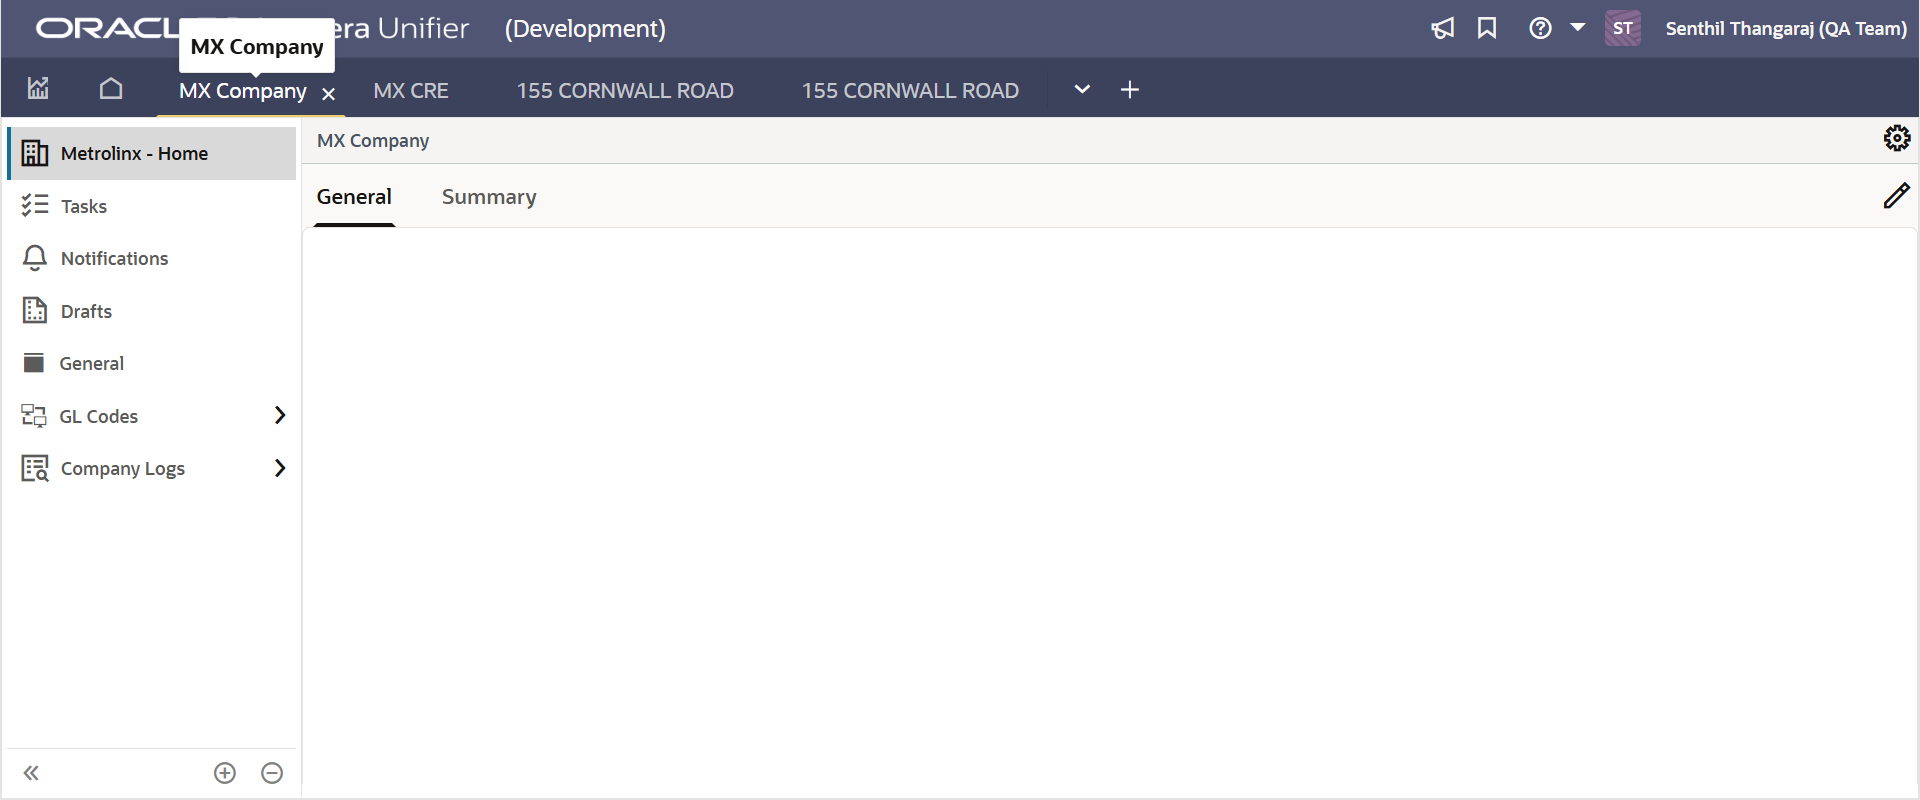 ORACL era Unifier (Development)
MX Company
ST
Senthil Thangaraj (QA Team)
MX Company
MX CRE
155 CORNWALL ROAD
155 CORNWALL ROAD
Metrolinx - Home
Tasks
Notifications
Drafts
General
GL Codes
Company Logs
MX Company
General
Summary